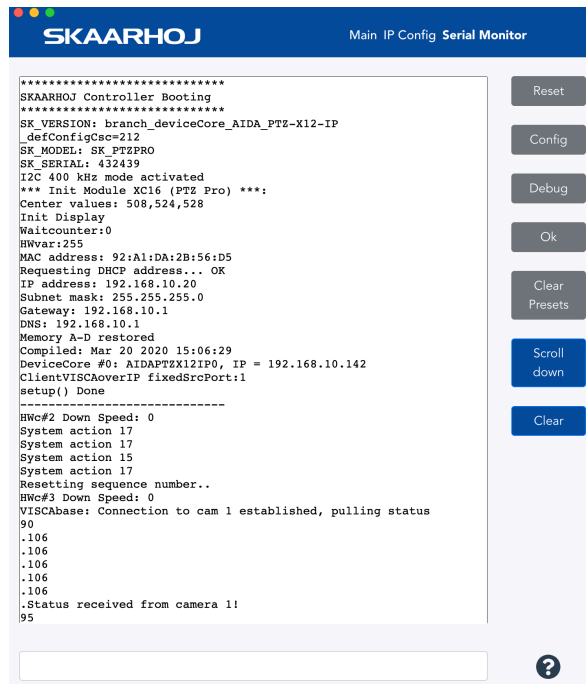 SKAARHOJ
Main IP Config Serial Monitor
*****************************
SKAARHOJ Controller Booting
*****************************
SK_VERSION: branch_deviceCore_AIDA_PTZ-X12-IP
_defConfigCsc=212
SK_MODEL: SK_PTZPRO
SK_SERIAL: 432439
I2C 400 kHz mode activated
*** Init Module XC16 (PTZ Pro) ***:
Center values: 508,524,528
Init Display
Waitcounter:0
HWvar:255
MAC address: 92:A1:DA:2B:56:D5
Requesting DHCP address... OK
IP address: 192.168.10.20
Subnet mask: 255.255.255.0
Gateway: 192.168.10.1
DNS: 192.168.10.1
Memory A-D restored
Compiled: Mar 20 2020 15:06:29
DeviceCore #0: AIDAPTZX12IP0, IP = 192.168.10.142
ClientVISCAoverIP fixedSrcPort:1
setup() Done
-----------------------------
HWc#2 Down Speed: 0
System action 17
System action 17
System action 15
System action 17
Resetting sequence number..
HWc#3 Down Speed: 0
VISCAbase: Connection to cam 1 established, pulling status
90
.106
.106
.106
.106
.106
.Status received from camera 1!
95
Reset
Config
Debug
Ok
Clear
Presets
Scroll
down
Clear
?